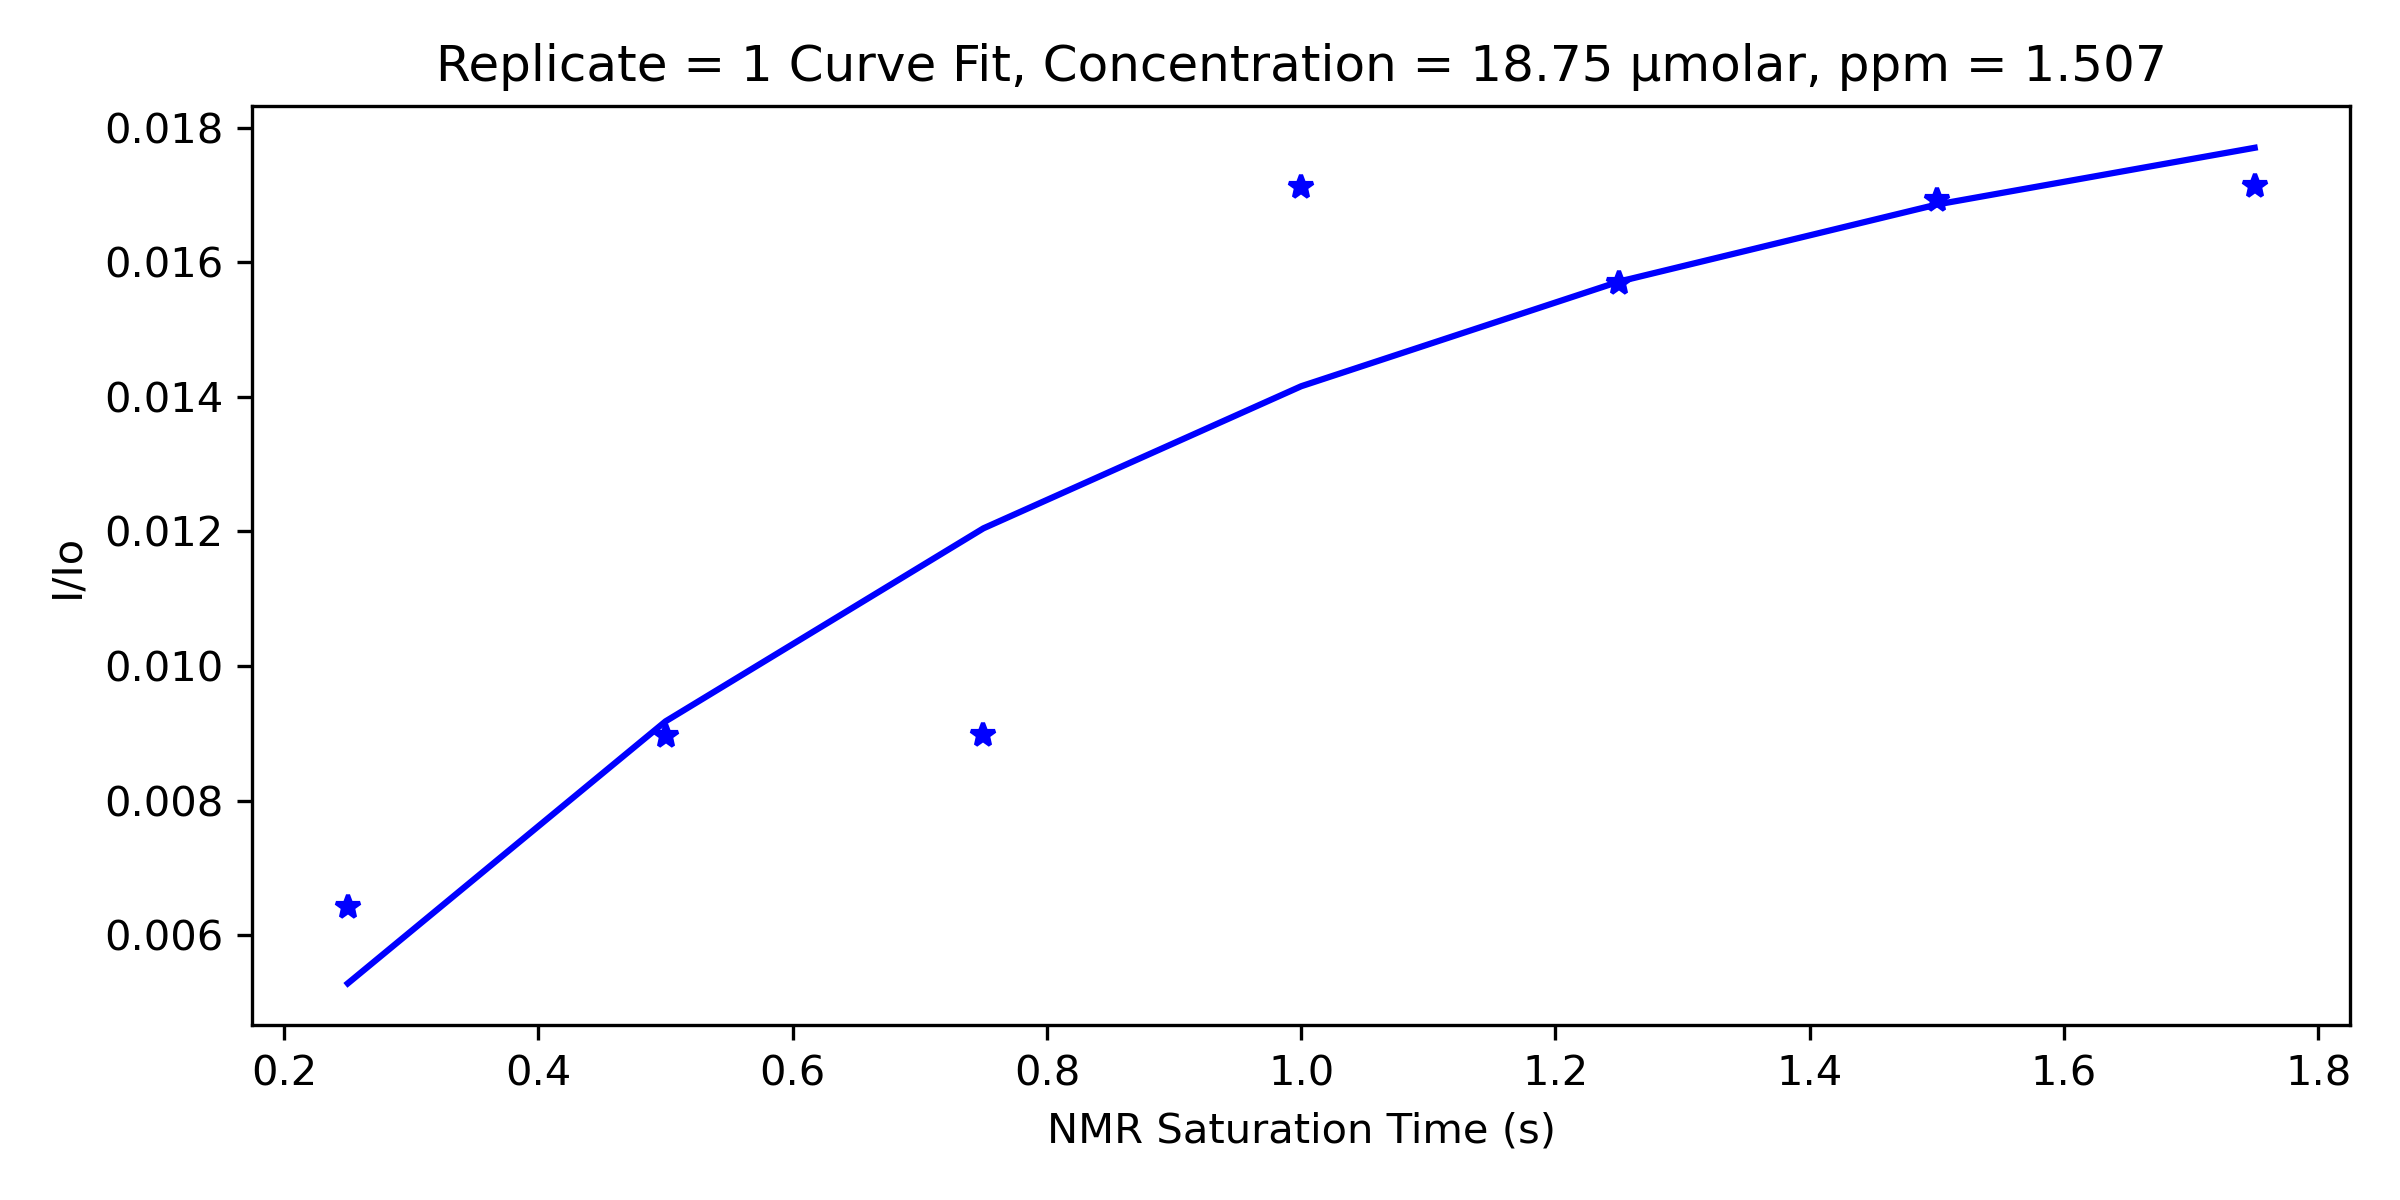 Replicate = 1 Curve Fit, Concentration = 18.75 µmolar, ppm = 1.507
0.018
0.016
0.014
0.012
0.010
0.008
0.006
I/Io
0.2 0.4 0.6 0.8 1.0 1.2 1.4 1.6 1.8
NMR Saturation Time (s)